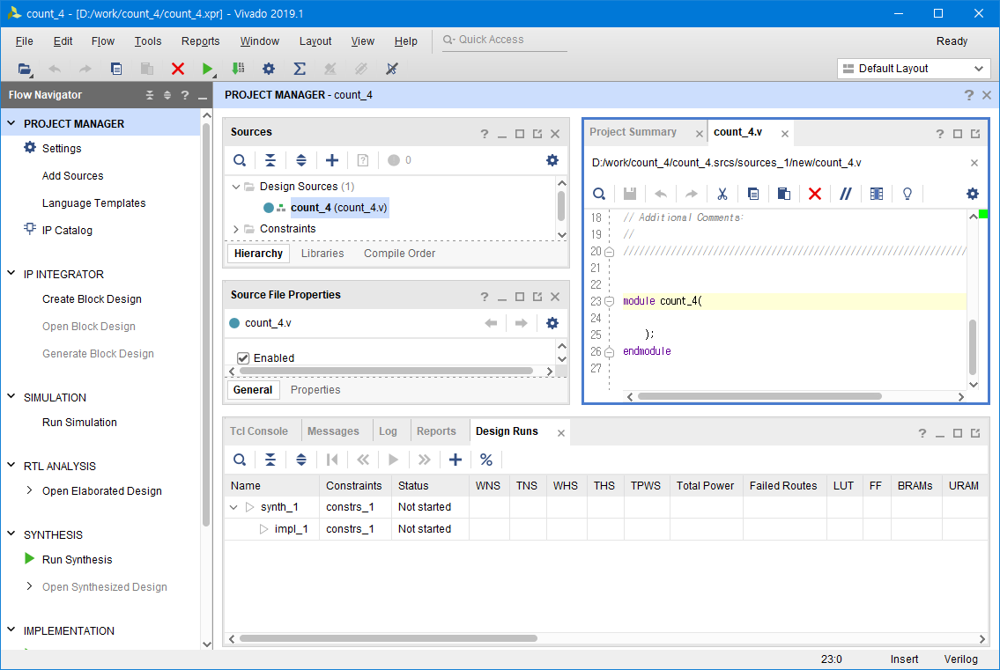 count_4 - [D:/work/count_4/count_4.xpr] - Vivado 2019.1
File Edit Flow Tools Reports Window Layout View Help Quick Access Ready
Default Layout
Flow Navigator
PROJECT MANAGER
Settings
Add Sources
Language Templates
IP Catalog
IP INTEGRATOR
Create Block Design
Open Block Design
Generate Block Design
SIMULATION
Run Simulation
RTL ANALYSIS
Open Elaborated Design
SYNTHESIS
Run Synthesis
Open Synthesized Design
IMPLEMENTATION
PROJECT MANAGER - count_4
Sources
0
Design Sources (1)
count_4 (count_4.v)
Constraints
Hierarchy Libraries Compile Order
Source File Properties
count_4.v
Enabled
General Properties
Project Summary count_4.v
D:/work/count_4/count_4.srcs/sources_1/new/count_4.v
18 // Additional Comments:
19 //
20 ////////////////////////////////////////////////////////////////
21
22
23 module count_4(
24
25 );
26 endmodule
27
Tcl Console Messages Log Reports Design Runs
Name Constraints Status WNS TNS WHS THS TPWS Total Power Failed Routes LUT FF BRAMs URAM
synth_1 constrs_1 Not started
impl_1 constrs_1 Not started
23:0 Insert Verilog